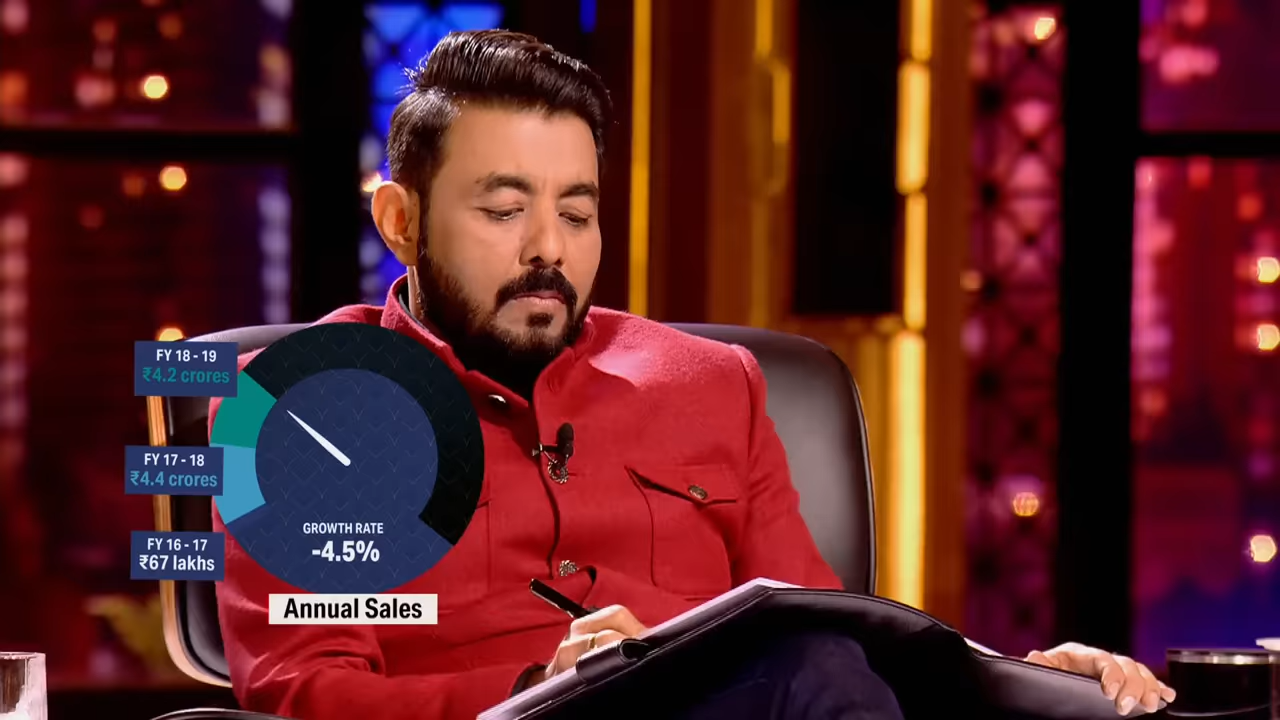 FY 18 - 19
₹4.2 crores
FY 17 - 18
₹4.4 crores
FY 16 - 17
₹67 lakhs
GROWTH RATE
-4.5%
Annual Sales